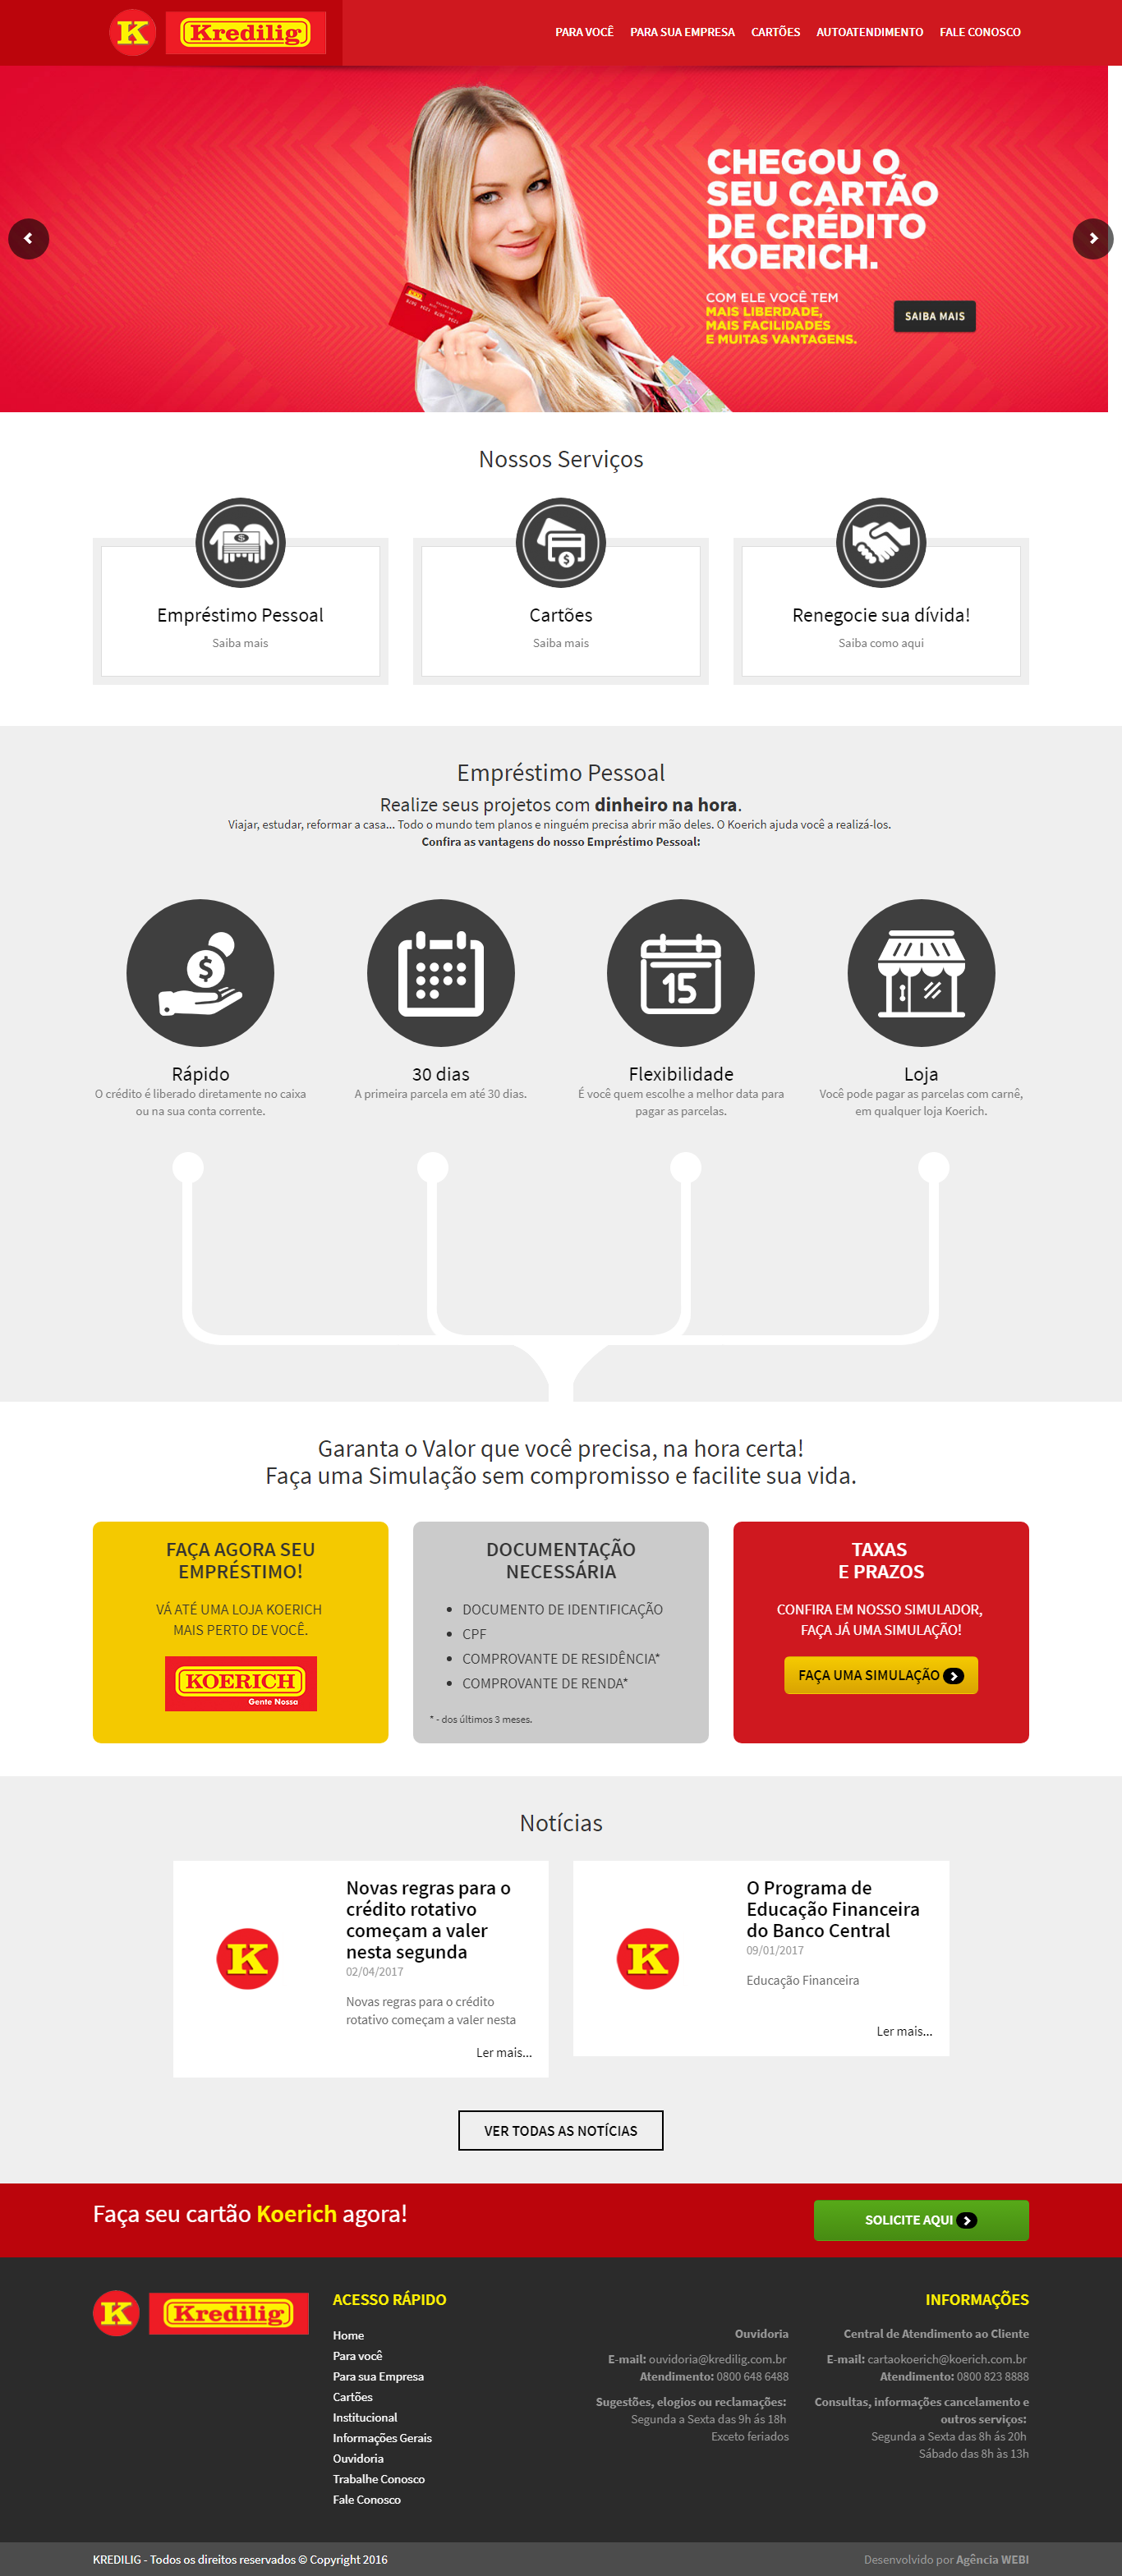 K
Kredilig
PARA VOCÊ
PARA SUA EMPRESA
CARTÕES
AUTOATENDIMENTO
FALE CONOSCO
CHEGOU O
SEU CARTÃO
DE CRÉDITO
KOERICH.
COM ELE VOCÊ TEM
MAIS LIBERDADE,
MAIS FACILIDADES
E MUITAS VANTAGENS.
SAIBA MAIS
Nossos Serviços
Empréstimo Pessoal
Saiba mais
Cartões
Saiba mais
Renegocie sua dívida!
Saiba como aqui
Empréstimo Pessoal
Realize seus projetos com dinheiro na hora.
Viajar, estudar, reformar a casa... Todo o mundo tem planos e ninguém precisa abrir mão deles. O Koerich ajuda você a realizá-los.
Confira as vantagens do nosso Empréstimo Pessoal:
$
15
Rápido
O crédito é liberado diretamente no caixa
ou na sua conta corrente.
30 dias
A primeira parcela em até 30 dias.
Flexibilidade
É você quem escolhe a melhor data para
pagar as parcelas.
Loja
Você pode pagar as parcelas com carnê,
em qualquer loja Koerich.
Garanta o Valor que você precisa, na hora certa!
Faça uma Simulação sem compromisso e facilite sua vida.
FAÇA AGORA SEU
EMPRÉSTIMO!
VÁ ATÉ UMA LOJA KOERICH
MAIS PERTO DE VOCÊ.
KOERICH
Gente Nossa
DOCUMENTAÇÃO
NECESSÁRIA
• DOCUMENTO DE IDENTIFICAÇÃO
• CPF
• COMPROVANTE DE RESIDÊNCIA*
• COMPROVANTE DE RENDA*
* - dos últimos 3 meses.
TAXAS
E PRAZOS
CONFIRA EM NOSSO SIMULADOR,
FAÇA JÁ UMA SIMULAÇÃO!
FAÇA UMA SIMULAÇÃO
Notícias
K
Novas regras para o
crédito rotativo
começam a valer
nesta segunda
02/04/2017
Novas regras para o crédito
rotativo começam a valer nesta
Ler mais...
K
O Programa de
Educação Financeira
do Banco Central
09/01/2017
Educação Financeira
Ler mais...
VER TODAS AS NOTÍCIAS
Faça seu cartão Koerich agora!
SOLICITE AQUI
K
Kredilig
ACESSO RÁPIDO
Home
Para você
Para sua Empresa
Cartões
Institucional
Informações Gerais
Ouvidoria
Trabalhe Conosco
Fale Conosco
INFORMAÇÕES
Ouvidoria
E-mail: ouvidoria@kredilig.com.br
Atendimento: 0800 648 6488
Sugestões, elogios ou reclamações:
Segunda a Sexta das 9h ás 18h
Exceto feriados
Central de Atendimento ao Cliente
E-mail: cartaokoerich@koerich.com.br
Atendimento: 0800 823 8888
Consultas, informações cancelamento e
outros serviços:
Segunda a Sexta das 8h ás 20h
Sábado das 8h às 13h
KREDILIG - Todos os direitos reservados © Copyright 2016
Desenvolvido por Agência WEBI